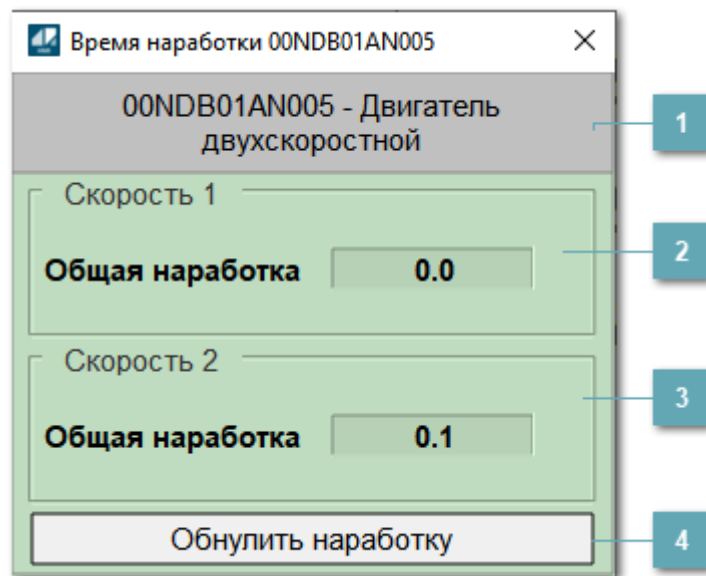 Время наработки 00NDB01AN005
00NDB01AN005 - Двигатель
двухскоростной
1
Скорость 1
Общая наработка 0.0
2
Скорость 2
Общая наработка 0.1
3
Обнулить наработку
4